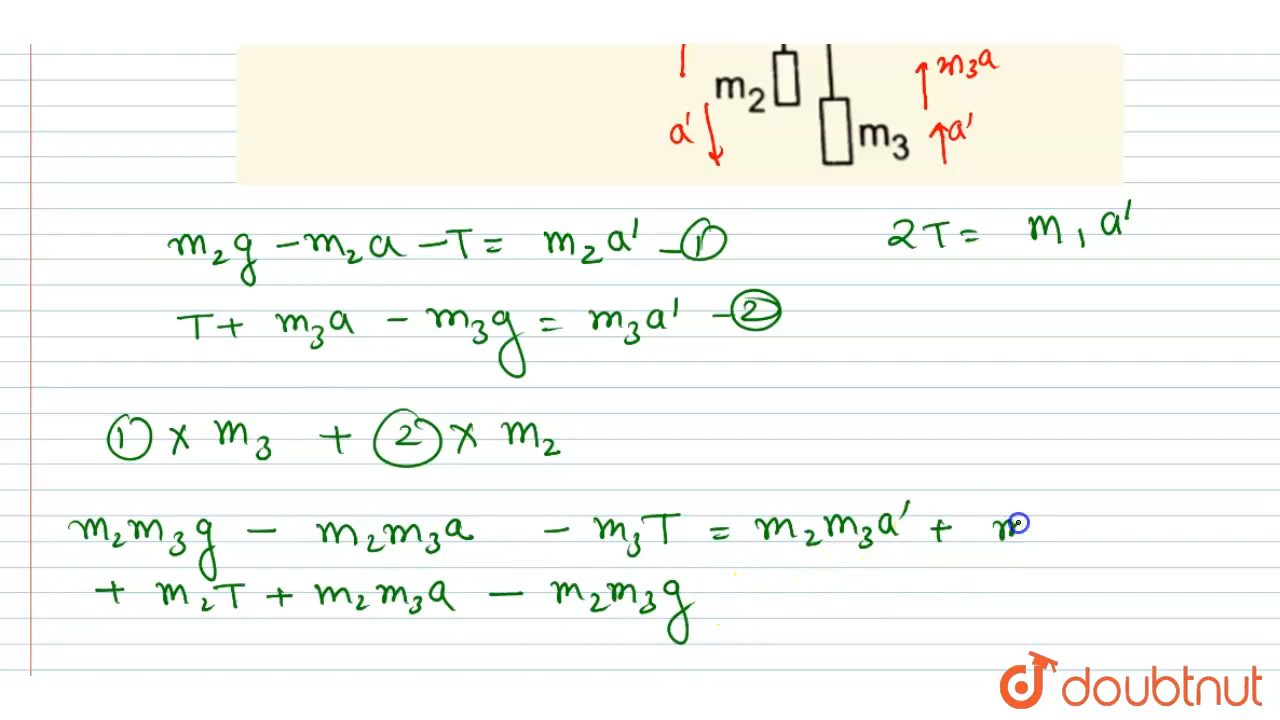 m₃a
m₂
a'
m₃
a'
m₂g - m₂a - T = m₂a' - ①
2T = m₁a'
T + m₃a - m₃g = m₃a' - ②
① × m₃ + ② × m₂
m₂m₃g - m₂m₃a - m₃T = m₂m₃a' +
+ m₂T + m₂m₃a - m₂m₃g
doubtnut